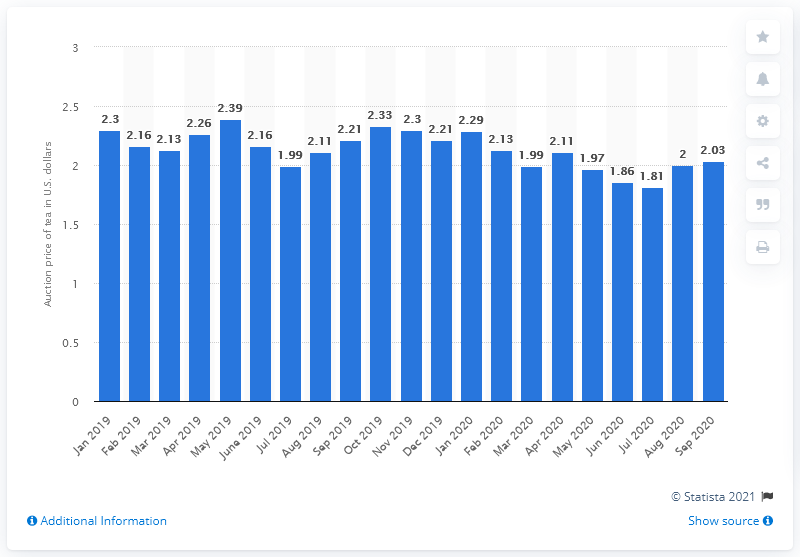 3
2.5
2
1.5
1
0.5
0
Auction price of tea in U.S. dollars
2.3
2.16
2.13
2.26
2.39
2.16
1.99
2.11
2.21
2.33
2.3
2.21
2.29
2.13
1.99
2.11
1.97
1.86
1.81
2
2.03
Jan 2019
Feb 2019
Mar 2019
Apr 2019
May 2019
June 2019
Jul 2019
Aug 2019
Sep 2019
Oct 2019
Nov 2019
Dec 2019
Jan 2020
Feb 2020
Mar 2020
Apr 2020
May 2020
Jun 2020
Jul 2020
Aug 2020
Sep 2020
© Statista 2021
Additional Information
Show source